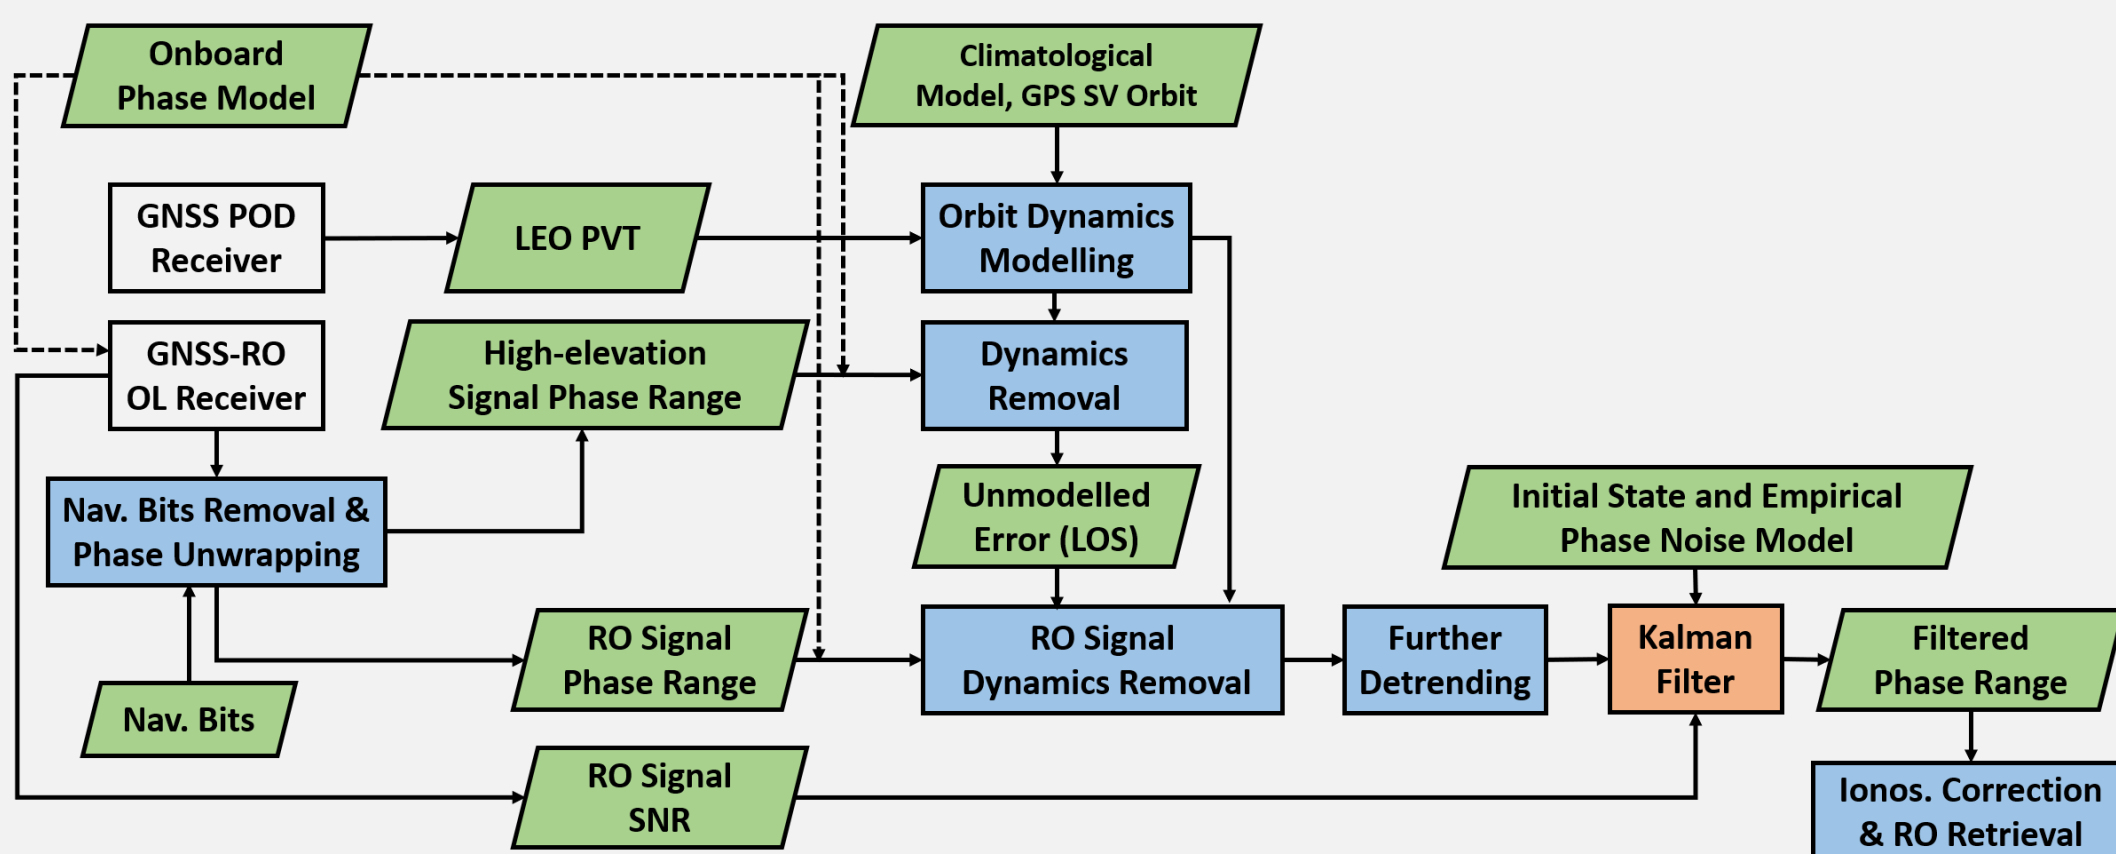 Onboard
Phase Model
Climatological
Model, GPS SV Orbit
GNSS POD
Receiver
LEO PVT
Orbit Dynamics
Modelling
GNSS-RO
OL Receiver
High-elevation
Signal Phase Range
Dynamics
Removal
Nav. Bits Removal &
Phase Unwrapping
Unmodelled
Error (LOS)
Initial State and Empirical
Phase Noise Model
Nav. Bits
RO Signal
Phase Range
RO Signal
Dynamics Removal
Further
Detrending
Kalman
Filter
Filtered
Phase Range
RO Signal
SNR
Ionos. Correction
& RO Retrieval